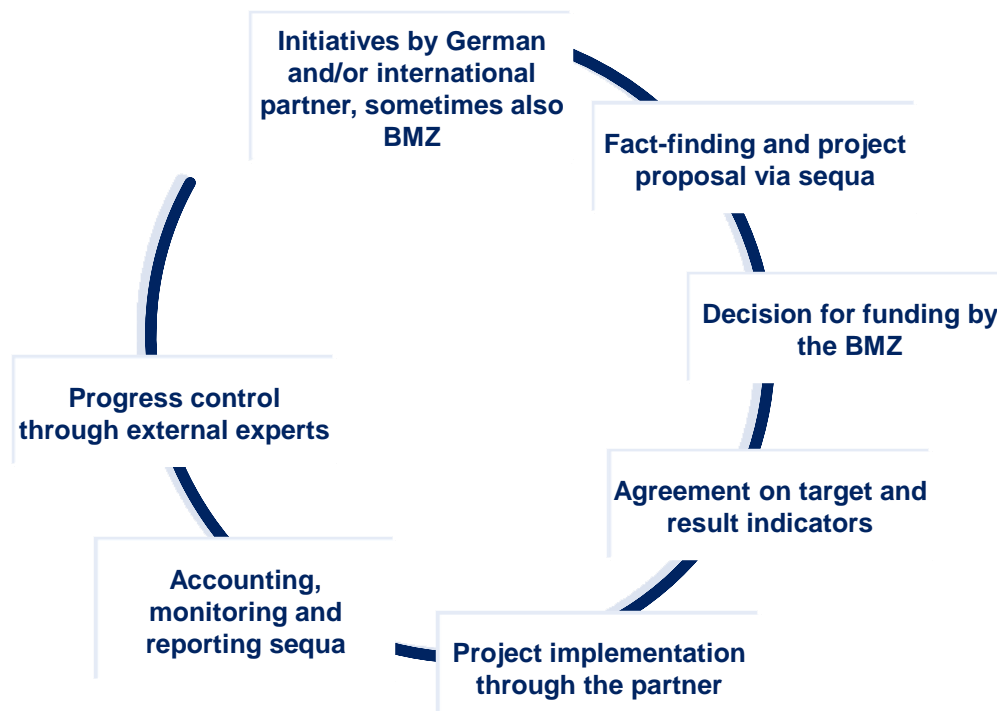 Initiatives by German
and/or international
partner, sometimes also
BMZ
Fact-finding and project
proposal via sequa
Decision for funding by
the BMZ
Agreement on target and
result indicators
Project implementation
through the partner
Accounting,
monitoring and
reporting sequa
Progress control
through external experts